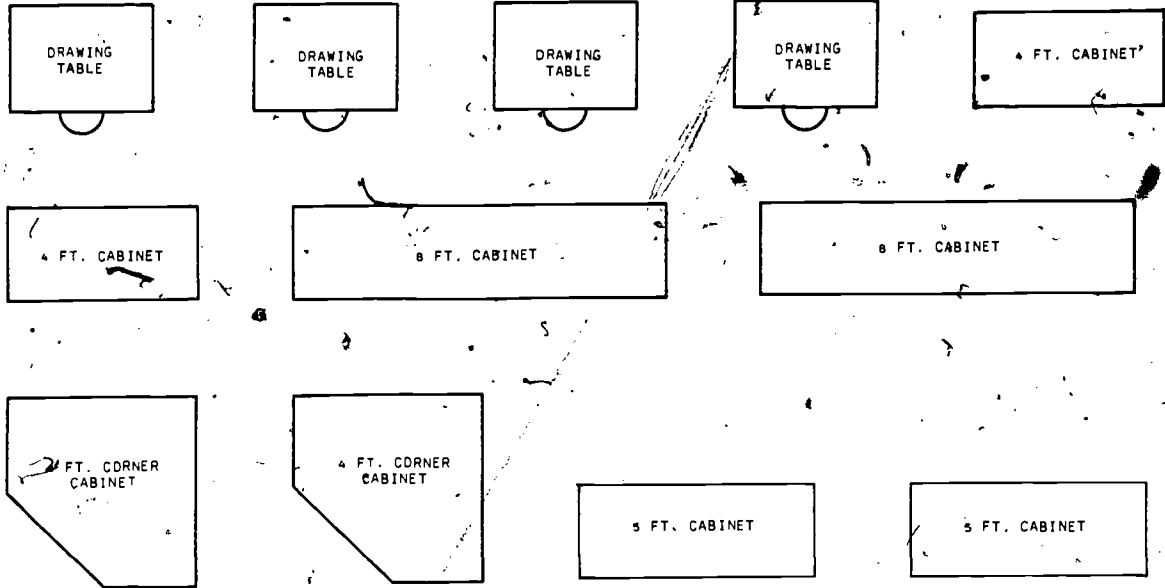 DRAWING
TABLE
DRAWING
TABLE
DRAWING
TABLE
DRAWING
TABLE
4 FT. CABINET
4 FT. CABINET
8 FT. CABINET
8 FT. CABINET
FT. CORNER
CABINET
4 FT. CORNER
CABINET
5 FT. CABINET
5 FT. CABINET